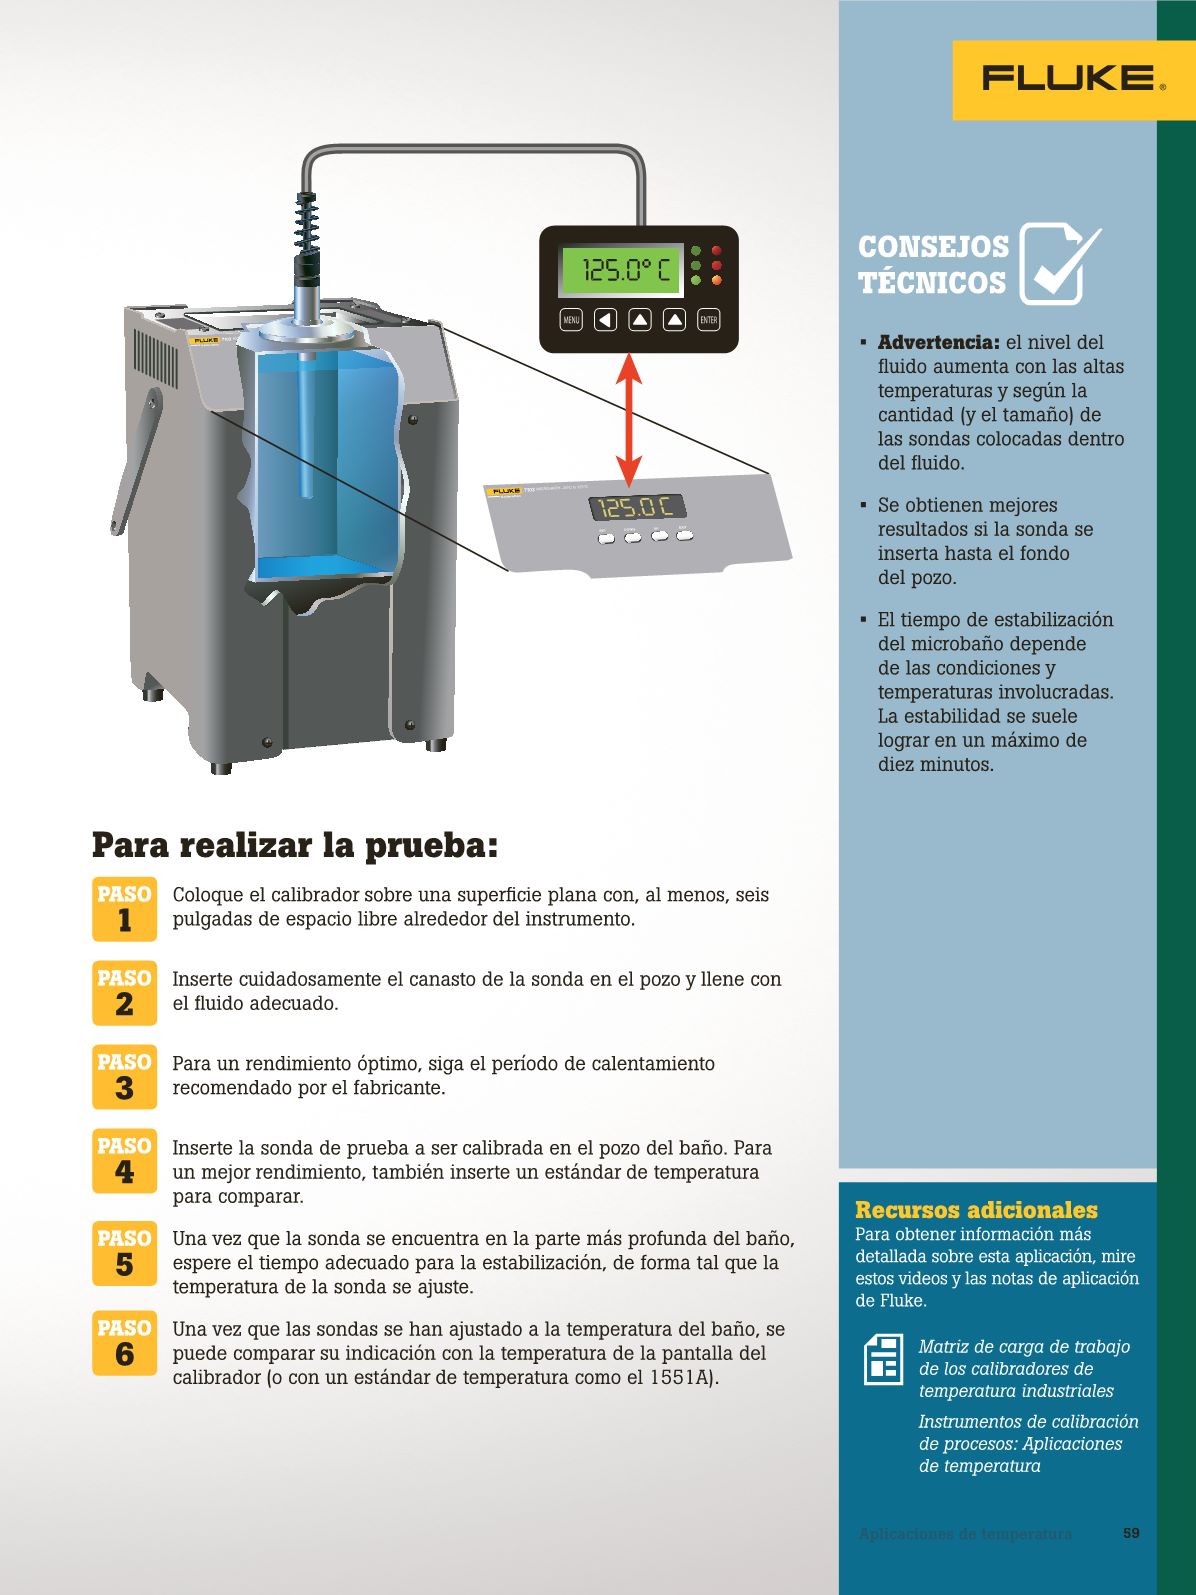 FLUKE®
125.0° C
MENU
ENTER
FLUKE
FLUKE
125.0 C
CONSEJOS
TÉCNICOS
▪ Advertencia: el nivel del
fluido aumenta con las altas
temperaturas y según la
cantidad (y el tamaño) de
las sondas colocadas dentro
del fluido.
▪ Se obtienen mejores
resultados si la sonda se
inserta hasta el fondo
del pozo.
▪ El tiempo de estabilización
del microbaño depende
de las condiciones y
temperaturas involucradas.
La estabilidad se suele
lograr en un máximo de
diez minutos.
Para realizar la prueba:
PASO
1
Coloque el calibrador sobre una superficie plana con, al menos, seis
pulgadas de espacio libre alrededor del instrumento.
PASO
2
Inserte cuidadosamente el canasto de la sonda en el pozo y llene con
el fluido adecuado.
PASO
3
Para un rendimiento óptimo, siga el período de calentamiento
recomendado por el fabricante.
PASO
4
Inserte la sonda de prueba a ser calibrada en el pozo del baño. Para
un mejor rendimiento, también inserte un estándar de temperatura
para comparar.
PASO
5
Una vez que la sonda se encuentra en la parte más profunda del baño,
espere el tiempo adecuado para la estabilización, de forma tal que la
temperatura de la sonda se ajuste.
PASO
6
Una vez que las sondas se han ajustado a la temperatura del baño, se
puede comparar su indicación con la temperatura de la pantalla del
calibrador (o con un estándar de temperatura como el 1551A).
Recursos adicionales
Para obtener información más
detallada sobre esta aplicación, mire
estos videos y las notas de aplicación
de Fluke.
Matriz de carga de trabajo
de los calibradores de
temperatura industriales
Instrumentos de calibración
de procesos: Aplicaciones
de temperatura
Aplicaciones de temperatura 59